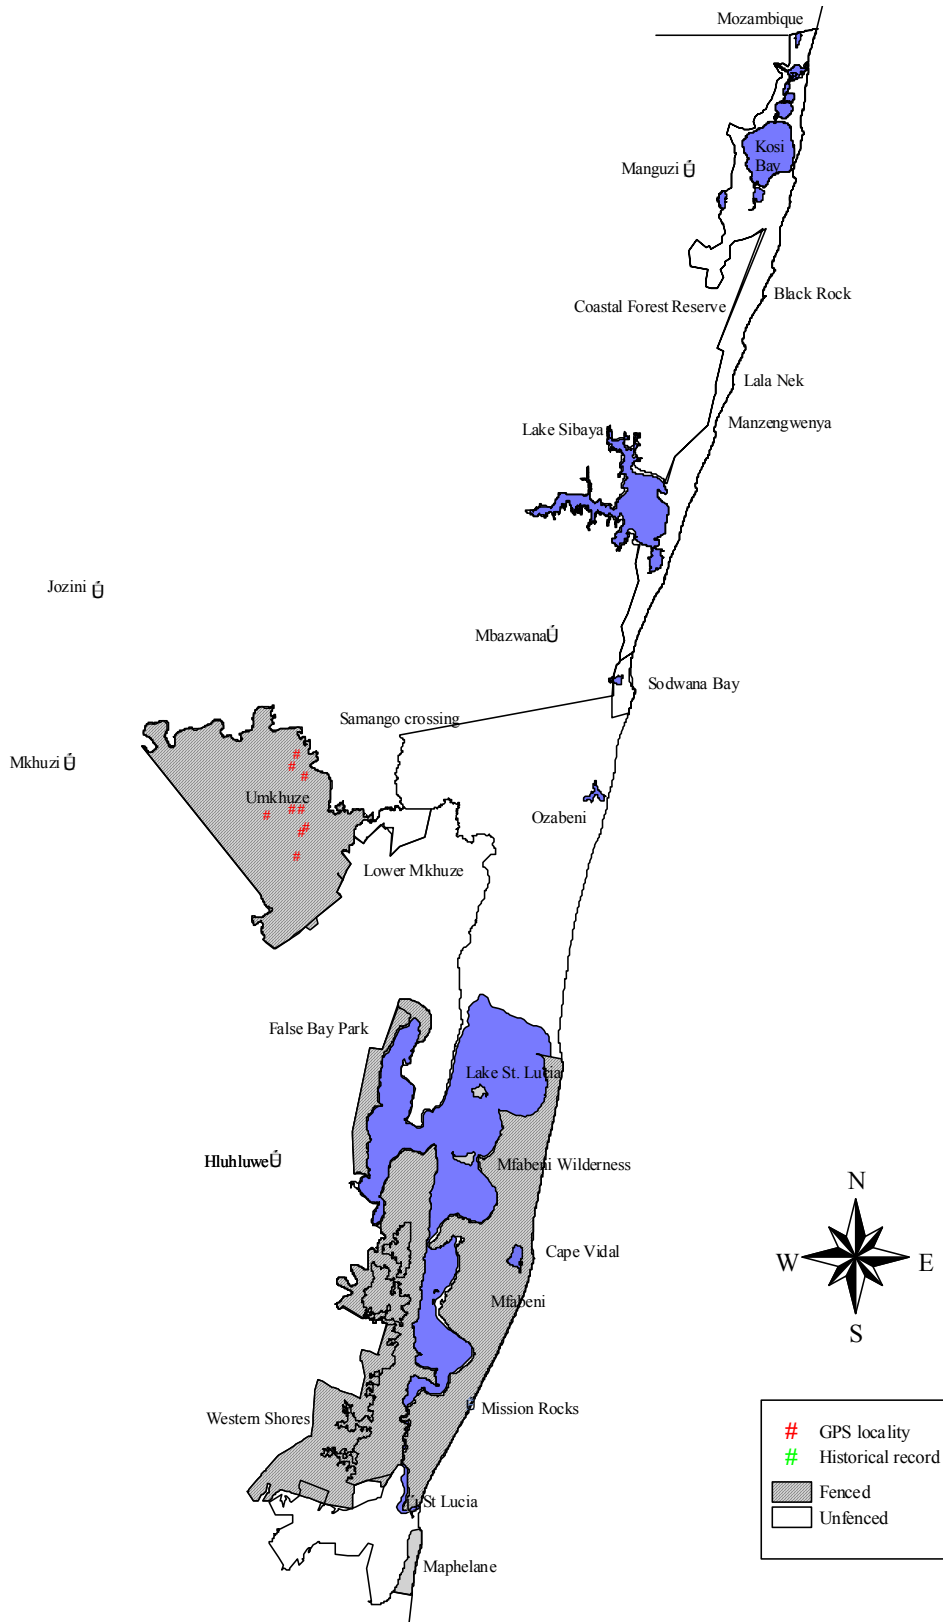 Mozambique
Kosi
Bay
Manguzi
Black Rock
Coastal Forest Reserve
Lala Nek
Manzengwenya
Lake Sibaya
Jozini
Mbazwana
Sodwana Bay
Samango crossing
Mkhuzi
Umkhuze
Ozabeni
Lower Mkhuze
False Bay Park
Lake St. Lucia
Hluhluwe
Mfabeni Wilderness
N
Cape Vidal
W
E
Mfabeni
S
Mission Rocks
Western Shores
# GPS locality
# Historical record
Fenced
St Lucia
Unfenced
Maphelane